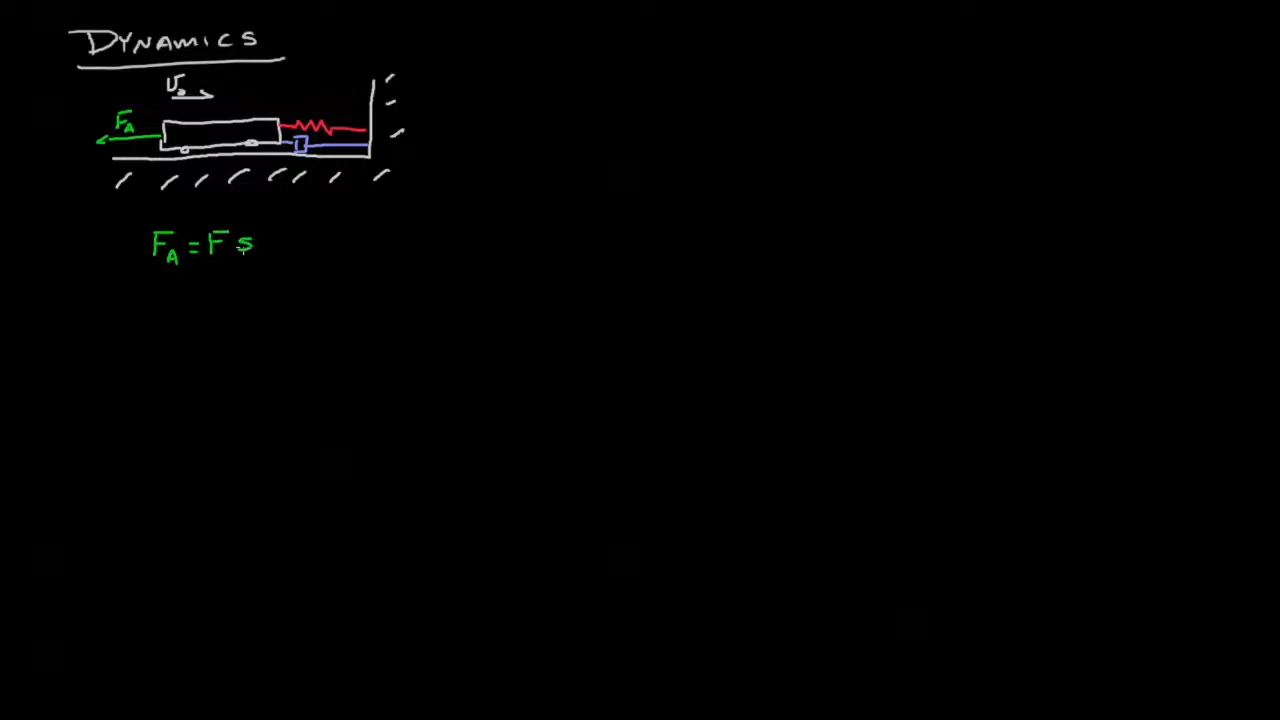 DYNAMICS
v₀
F_A
F_A = F s